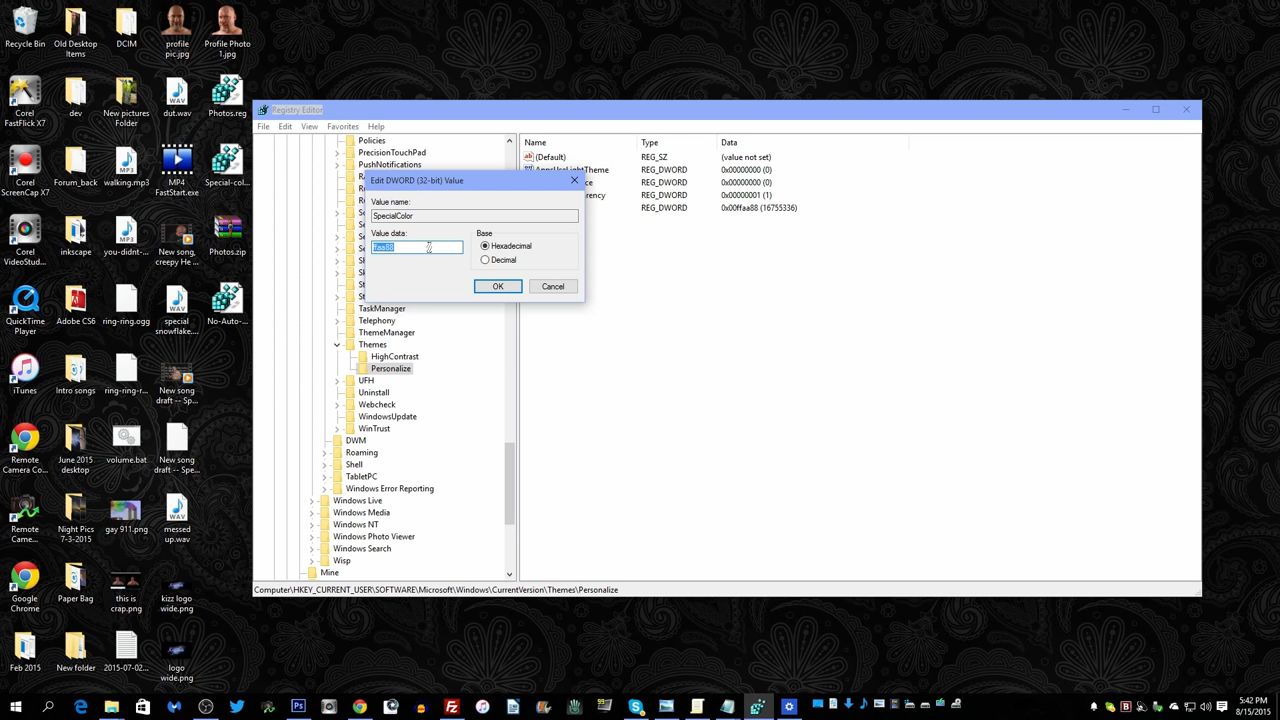 Recycle Bin
Old Desktop
Items
DCIM
profile
pic.jpg
Profile Photo
1.jpg
Corel
FastFlick X7
dev
New pictures
Folder
dut.wav
Photos.reg
Corel
ScreenCap X7
Forum_back
walking.mp3
MP4
FastStart.exe
Special-col...
Corel
VideoStud...
inkscape
you-didnt-...
New song,
creepy He ...
Photos.zip
QuickTime
Player
Adobe CS6
ring-ring.ogg
special
snowflake....
No-Auto-...
iTunes
Intro songs
ring-ring-r...
New song
draft -- Sp...
Remote
Camera Co...
June 2015
desktop
volume.bat
New song
draft -- Spe...
Remote
Came...
Night Pics
7-3-2015
gay 911.png
messed
up.wav
Google
Chrome
Paper Bag
this is
crap.png
kizz logo
wide.png
Feb 2015
New folder
2015-07-02...
logo
wide.png
Registry Editor
File Edit View Favorites Help
Policies
PrecisionTouchPad
PushNotifications
TaskManager
Telephony
ThemeManager
Themes
HighContrast
Personalize
UFH
Uninstall
Webcheck
WindowsUpdate
WinTrust
DWM
Roaming
Shell
TabletPC
Windows Error Reporting
Windows Live
Windows Media
Windows NT
Windows Photo Viewer
Windows Search
Wisp
Mine
Name Type Data
(Default) REG_SZ (value not set)
AppsUseLightTheme REG_DWORD 0x00000000 (0)
REG_DWORD 0x00000000 (0)
REG_DWORD 0x00000001 (1)
REG_DWORD 0x00ffaa88 (16755336)
Edit DWORD (32-bit) Value
Value name:
SpecialColor
Value data:
ffaa88
Base
Hexadecimal
Decimal
OK
Cancel
Computer\HKEY_CURRENT_USER\SOFTWARE\Microsoft\Windows\CurrentVersion\Themes\Personalize
5:42 PM
8/15/2015